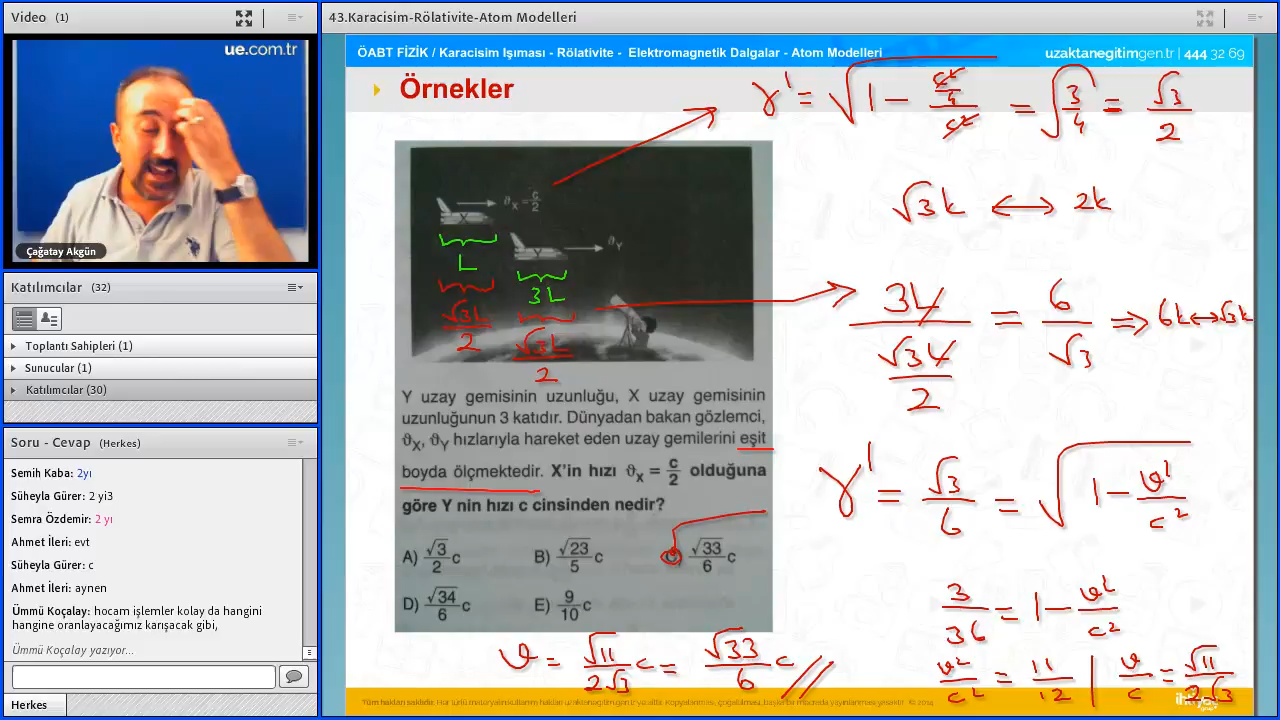 Video (1)
43.Karacisim-Rölativite-Atom Modelleri
ue.com.tr
Çağatay Akgün
ÖABT FİZİK / Karacisim Işıması - Rölativite - Elektromagnetik Dalgalar - Atom Modelleri
uzaktanegitimgen.tr | 444 32 69
Örnekler
γ' = √(1 - (c²/4)/c²) = √(3/4) = √3/2
√3k ↔ 2k
ϑX = c/2
ϑY
L
3L
√3L/2
√3L/2
3L/(√3L/2) = 6/√3 ⇒ 6k ↔ √3k
Y uzay gemisinin uzunluğu, X uzay gemisinin
uzunluğunun 3 katıdır. Dünyadan bakan gözlemci,
ϑX, ϑY hızlarıyla hareket eden uzay gemilerini eşit
boyda ölçmektedir. X'in hızı ϑX = c/2 olduğuna
göre Y nin hızı c cinsinden nedir?
A) √3/2 c
B) √23/5 c
C) √33/6 c
D) √34/6 c
E) 9/10 c
γ' = √3/6 = √(1 - ϑ²/c²)
3/36 = 1 - ϑ²/c²
ϑ²/c² = 11/12 | ϑ/c = √11/2√3
ϑ = √11/2√3 c = √33/6 c //
Katılımcılar (32)
Toplantı Sahipleri (1)
Sunucular (1)
Katılımcılar (30)
Soru - Cevap (Herkes)
Semih Kaba: 2yı
Süheyla Gürer: 2 yi3
Semra Özdemir: 2 yı
Ahmet İleri: evt
Süheyla Gürer: c
Ahmet İleri: aynen
Ümmü Koçalay: hocam işlemler kolay da hangini
hangine oranlayacağımız karışacak gibi,
Ümmü Koçalay yazıyor...
Herkes